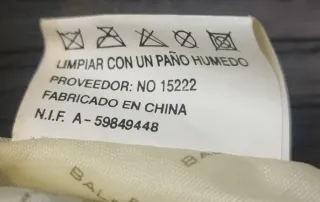 LIMPIAR CON UN PAÑO HUMEDO
PROVEEDOR: NO 15222
FABRICADO EN CHINA
N.I.F. A-59849448